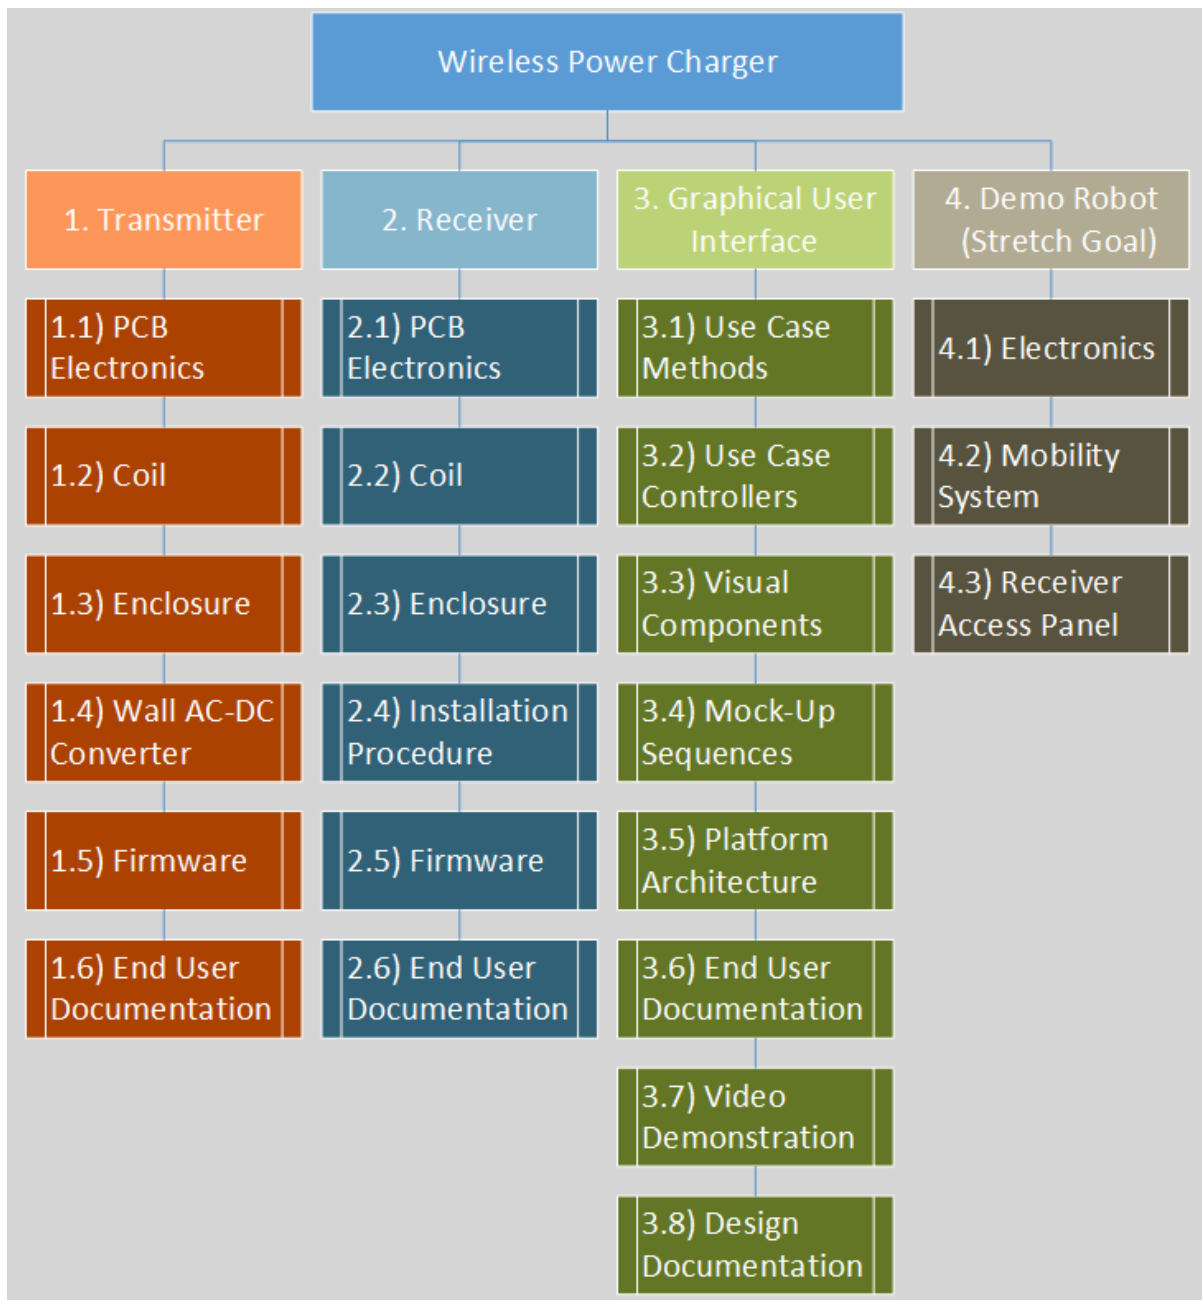 Wireless Power Charger
1. Transmitter
2. Receiver
3. Graphical User
Interface
4. Demo Robot
(Stretch Goal)
1.1) PCB
Electronics
1.2) Coil
1.3) Enclosure
1.4) Wall AC-DC
Converter
1.5) Firmware
1.6) End User
Documentation
2.1) PCB
Electronics
2.2) Coil
2.3) Enclosure
2.4) Installation
Procedure
2.5) Firmware
2.6) End User
Documentation
3.1) Use Case
Methods
3.2) Use Case
Controllers
3.3) Visual
Components
3.4) Mock-Up
Sequences
3.5) Platform
Architecture
3.6) End User
Documentation
3.7) Video
Demonstration
3.8) Design
Documentation
4.1) Electronics
4.2) Mobility
System
4.3) Receiver
Access Panel